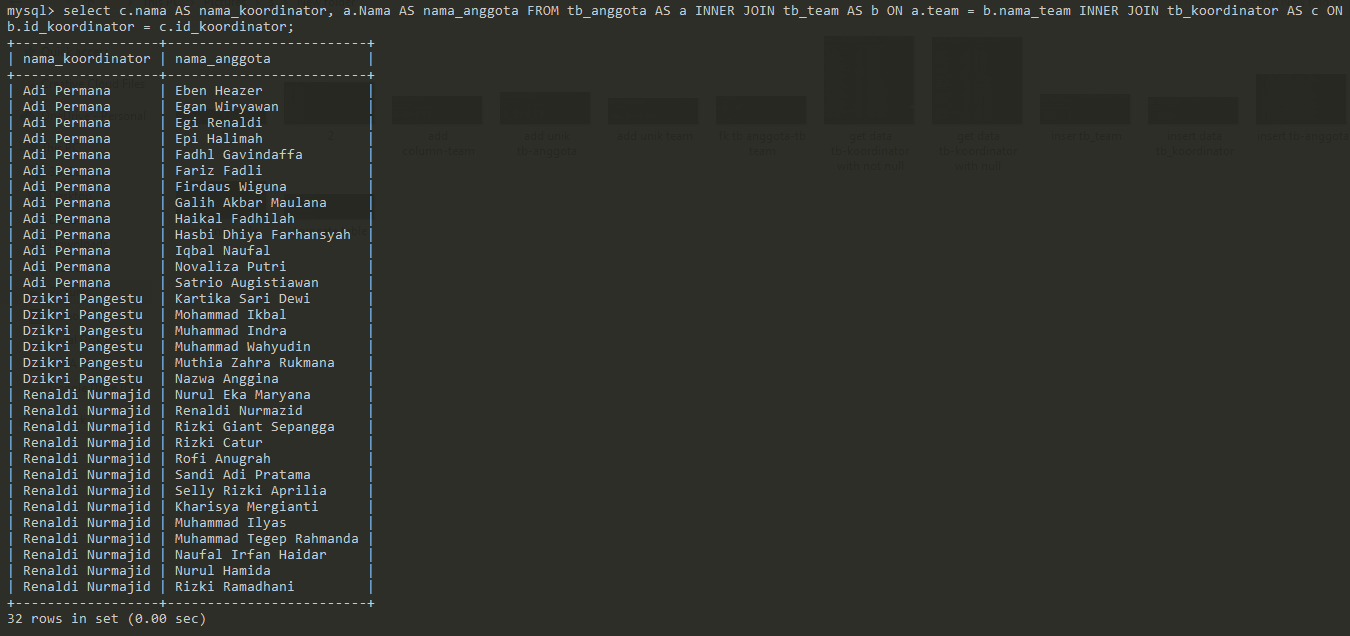 mysql> select c.nama AS nama_koordinator, a.Nama AS nama_anggota FROM tb_anggota AS a INNER JOIN tb_team AS b ON a.team = b.nama_team INNER JOIN tb_koordinator AS c ON
b.id_koordinator = c.id_koordinator;
+------------------+-------------------------+
| nama_koordinator | nama_anggota            |
+------------------+-------------------------+
| Adi Permana      | Eben Heazer             |
| Adi Permana      | Egan Wiryawan           |
| Adi Permana      | Egi Renaldi             |
| Adi Permana      | Epi Halimah             |
| Adi Permana      | Fadhl Gavindaffa        |
| Adi Permana      | Fariz Fadli             |
| Adi Permana      | Firdaus Wiguna          |
| Adi Permana      | Galih Akbar Maulana     |
| Adi Permana      | Haikal Fadhilah         |
| Adi Permana      | Hasbi Dhiya Farhansyah  |
| Adi Permana      | Iqbal Naufal            |
| Adi Permana      | Novaliza Putri          |
| Adi Permana      | Satrio Augistiawan      |
| Dzikri Pangestu  | Kartika Sari Dewi       |
| Dzikri Pangestu  | Mohammad Ikbal          |
| Dzikri Pangestu  | Muhammad Indra          |
| Dzikri Pangestu  | Muhammad Wahyudin       |
| Dzikri Pangestu  | Muthia Zahra Rukmana    |
| Dzikri Pangestu  | Nazwa Anggina           |
| Renaldi Nurmajid | Nurul Eka Maryana       |
| Renaldi Nurmajid | Renaldi Nurmazid        |
| Renaldi Nurmajid | Rizki Giant Sepangga    |
| Renaldi Nurmajid | Rizki Catur             |
| Renaldi Nurmajid | Rofi Anugrah            |
| Renaldi Nurmajid | Sandi Adi Pratama       |
| Renaldi Nurmajid | Selly Rizki Aprilia     |
| Renaldi Nurmajid | Kharisya Mergianti      |
| Renaldi Nurmajid | Muhammad Ilyas          |
| Renaldi Nurmajid | Muhammad Tegep Rahmanda |
| Renaldi Nurmajid | Naufal Irfan Haidar     |
| Renaldi Nurmajid | Nurul Hamida            |
| Renaldi Nurmajid | Rizki Ramadhani         |
+------------------+-------------------------+
32 rows in set (0.00 sec)